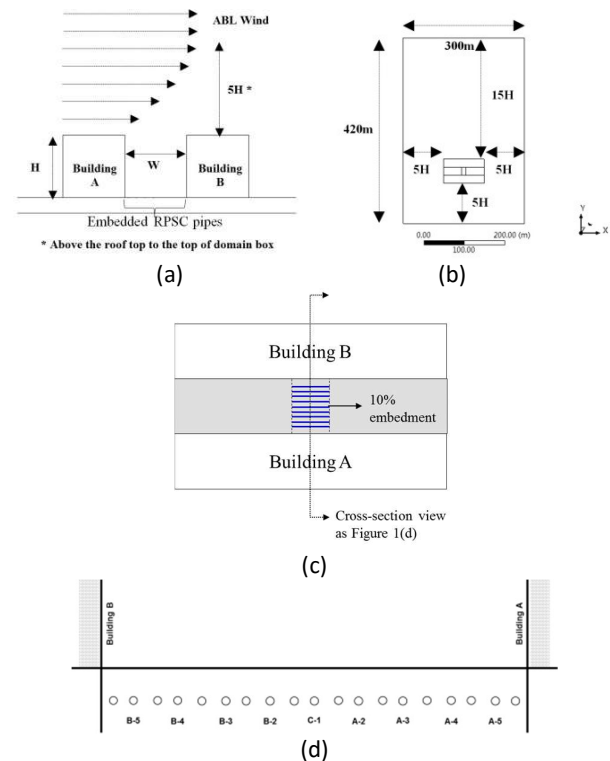 ABL Wind
5H *
H
W
Building
A
Building
B
Embedded RPSC pipes
* Above the roof top to the top of domain box
(a)
300m
15H
420m
5H
5H
5H
0.00
200.00 (m)
100.00
Y
X
(b)
Building B
10%
embedment
Building A
Cross-section view
as Figure 1(d)
(c)
Building B
Building A
B-5 B-4 B-3 B-2 C-1 A-2 A-3 A-4 A-5
(d)